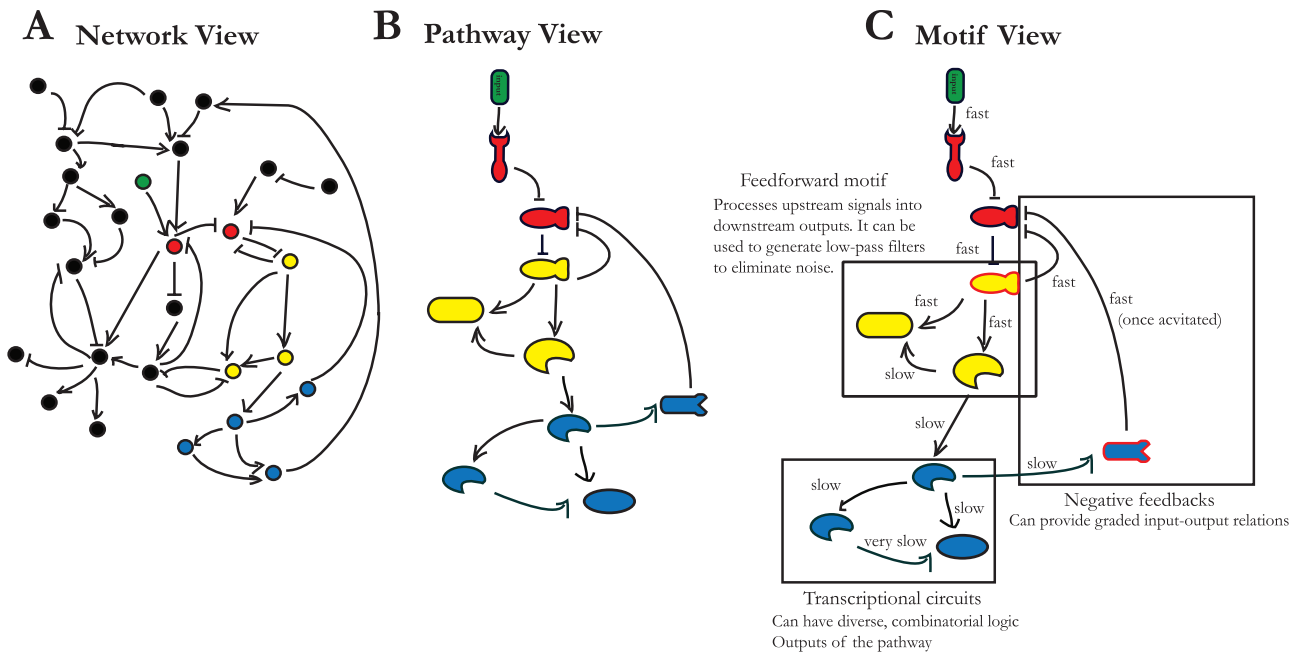 A Network View
B Pathway View
input
C Motif View
input
fast
fast
Feedforward motif
Processes upstream signals into
downstream outputs. It can be
used to generate low-pass filters
to eliminate noise.
fast
fast
fast
fast
slow
fast
(once acvitated)
slow
slow
Negative feedbacks
Can provide graded input-output relations
slow
slow
very slow
Transcriptional circuits
Can have diverse, combinatorial logic
Outputs of the pathway